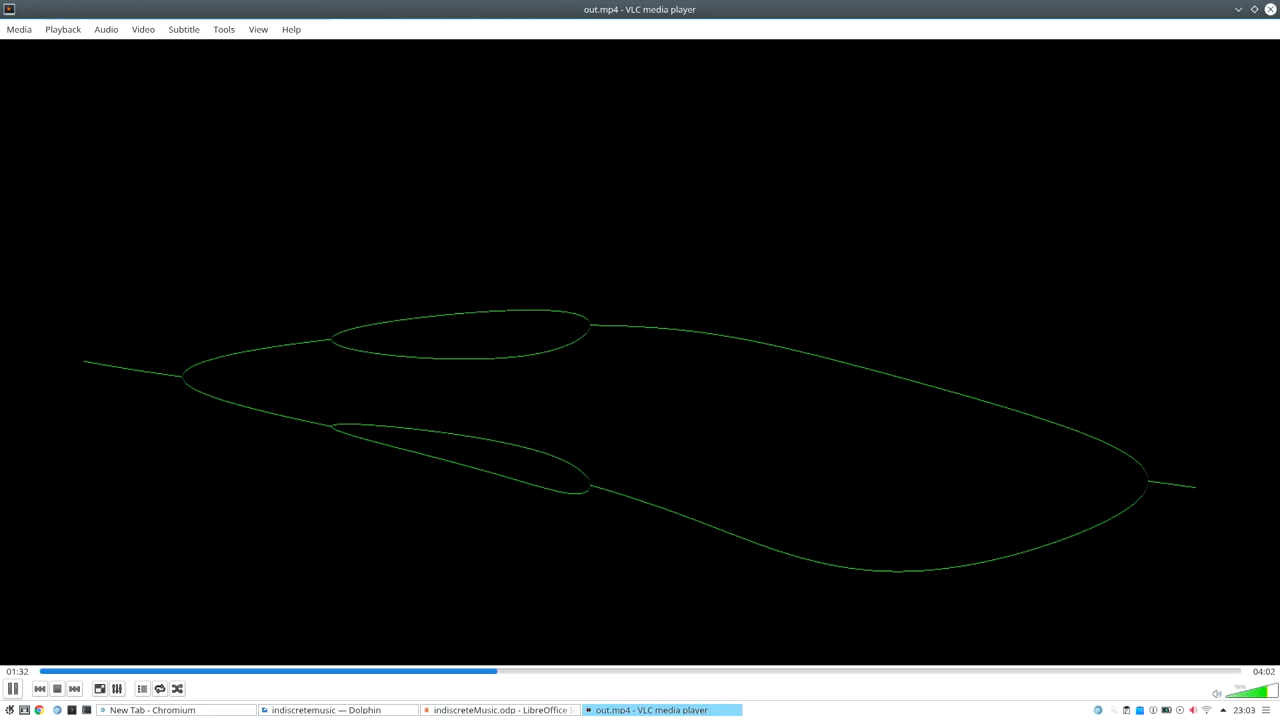 out.mp4 - VLC media player
Media Playback Audio Video Subtitle Tools View Help
01:32 04:02
New Tab - Chromium indiscretemusic — Dolphin indiscreteMusic.odp - LibreOffice out.mp4 - VLC media player 23:03